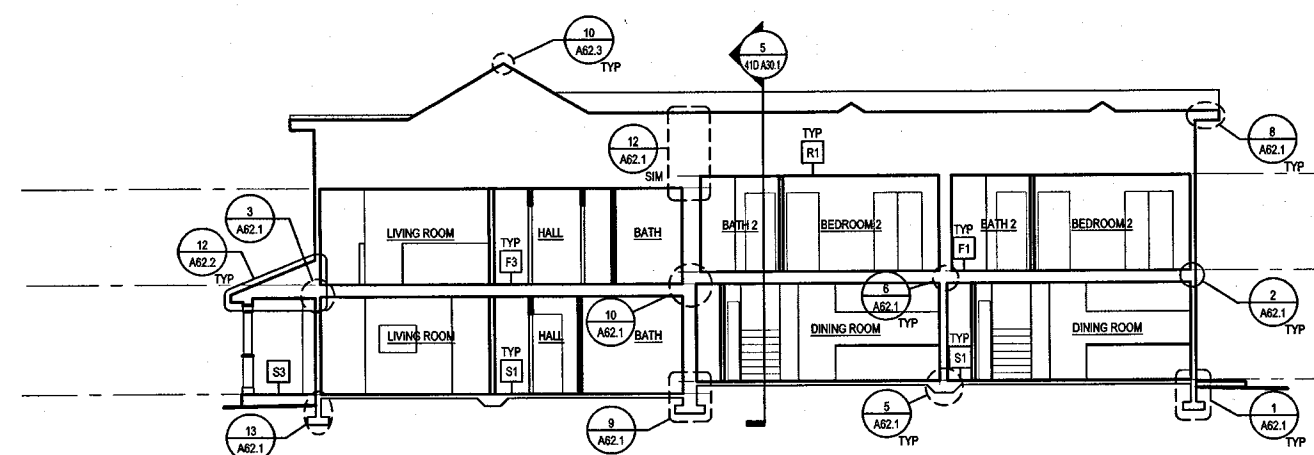 10
A62.3
TYP
5
41D A30.1
12
A62.1
SIM
TYP
R1
8
A62.1
TYP
3
A62.1
12
A62.2
TYP
LIVING ROOM
TYP
F3
HALL
BATH
BATH 2
BEDROOM 2
TYP
F1
BATH 2
BEDROOM 2
10
A62.1
6
A62.1
TYP
2
A62.1
TYP
LIVING ROOM
HALL
BATH
DINING ROOM
DINING ROOM
S3
TYP
S1
TYP
S1
13
A62.1
9
A62.1
5
A62.1
TYP
1
A62.1
TYP